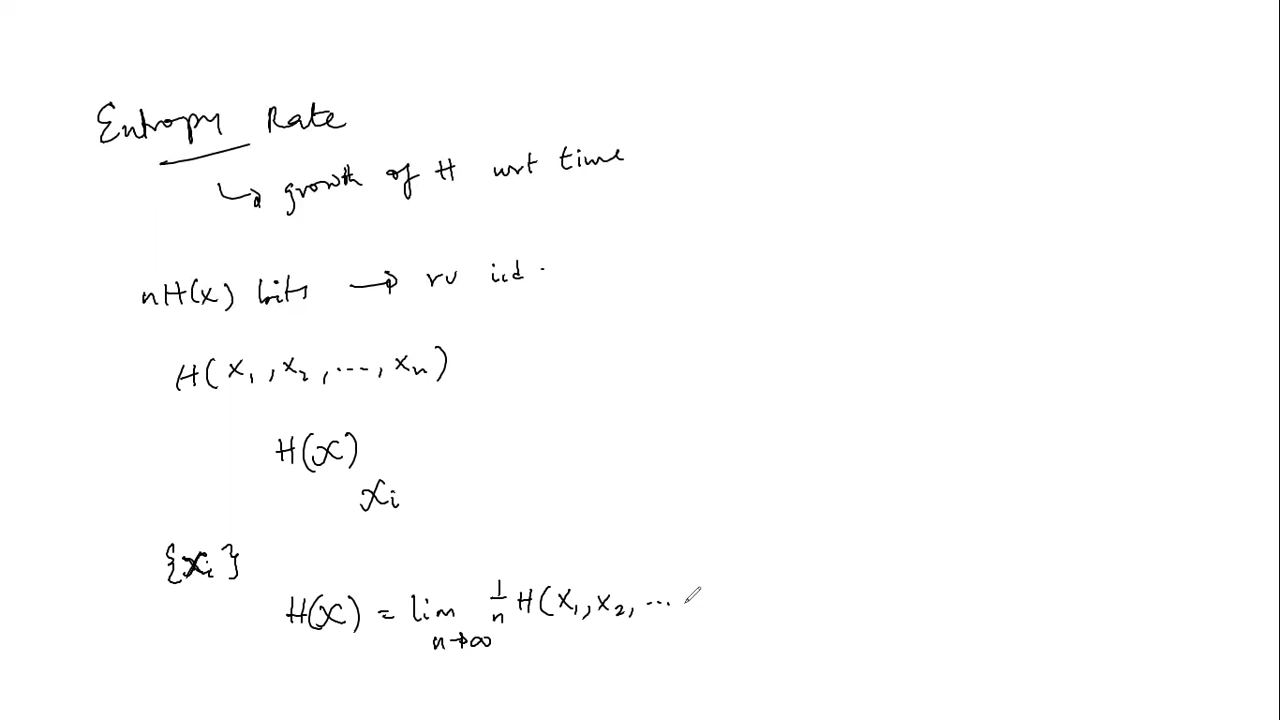 Entropy Rate
↳ growth of H wrt time
nH(x) bits → rv iid.
H(x₁, x₂, ..., xₙ)
H(𝒳)
𝒳ᵢ
{xᵢ}
H(𝒳) = lim n→∞ 1/n H(x₁, x₂, ...